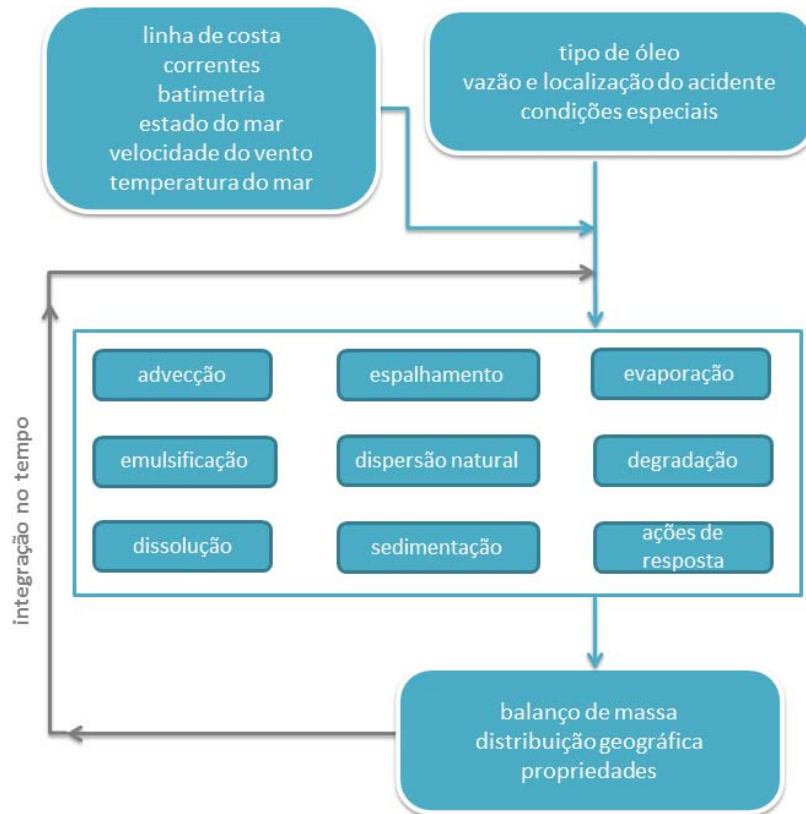 linha de costa
correntes
batimetria
estado do mar
velocidade do vento
temperatura do mar
tipo de óleo
vazão e localização do acidente
condições especiais
integração no tempo
advecção
espalhamento
evaporação
emulsificação
dispersão natural
degradação
dissolução
sedimentação
ações de
resposta
balanço de massa
distribuição geográfica
propriedades